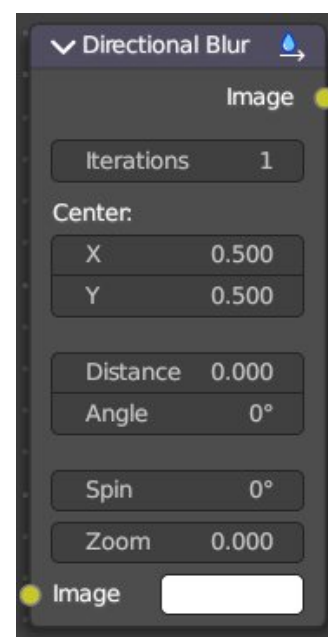 Directional Blur
Image
Iterations 1
Center:
X 0.500
Y 0.500
Distance 0.000
Angle 0°
Spin 0°
Zoom 0.000
Image